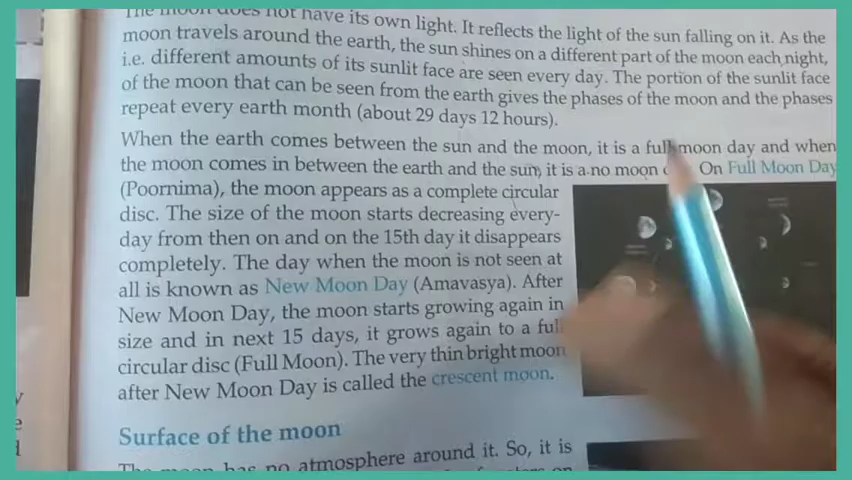 The moon does not have its own light. It reflects the light of the sun falling on it. As the
moon travels around the earth, the sun shines on a different part of the moon each night,
i.e. different amounts of its sunlit face are seen every day. The portion of the sunlit face
of the moon that can be seen from the earth gives the phases of the moon and the phases
repeat every earth month (about 29 days 12 hours).
When the earth comes between the sun and the moon, it is a full moon day and when
the moon comes in between the earth and the sun, it is a no moon On Full Moon Day
(Poornima), the moon appears as a complete circular
disc. The size of the moon starts decreasing every-
day from then on and on the 15th day it disappears
completely. The day when the moon is not seen at
all is known as New Moon Day (Amavasya). After
New Moon Day, the moon starts growing again in
size and in next 15 days, it grows again to a full
circular disc (Full Moon). The very thin bright moon
after New Moon Day is called the crescent moon.
Surface of the moon
The moon has no atmosphere around it. So, it is